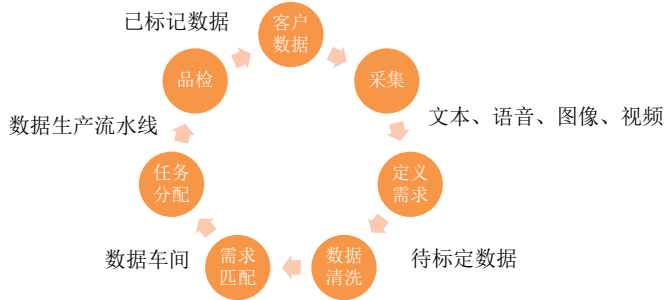 已标记数据
客户
数据
品检
采集
文本、语音、图像、视频
数据生产流水线
任务
分配
定义
需求
数据车间
需求
匹配
数据
清洗
待标定数据